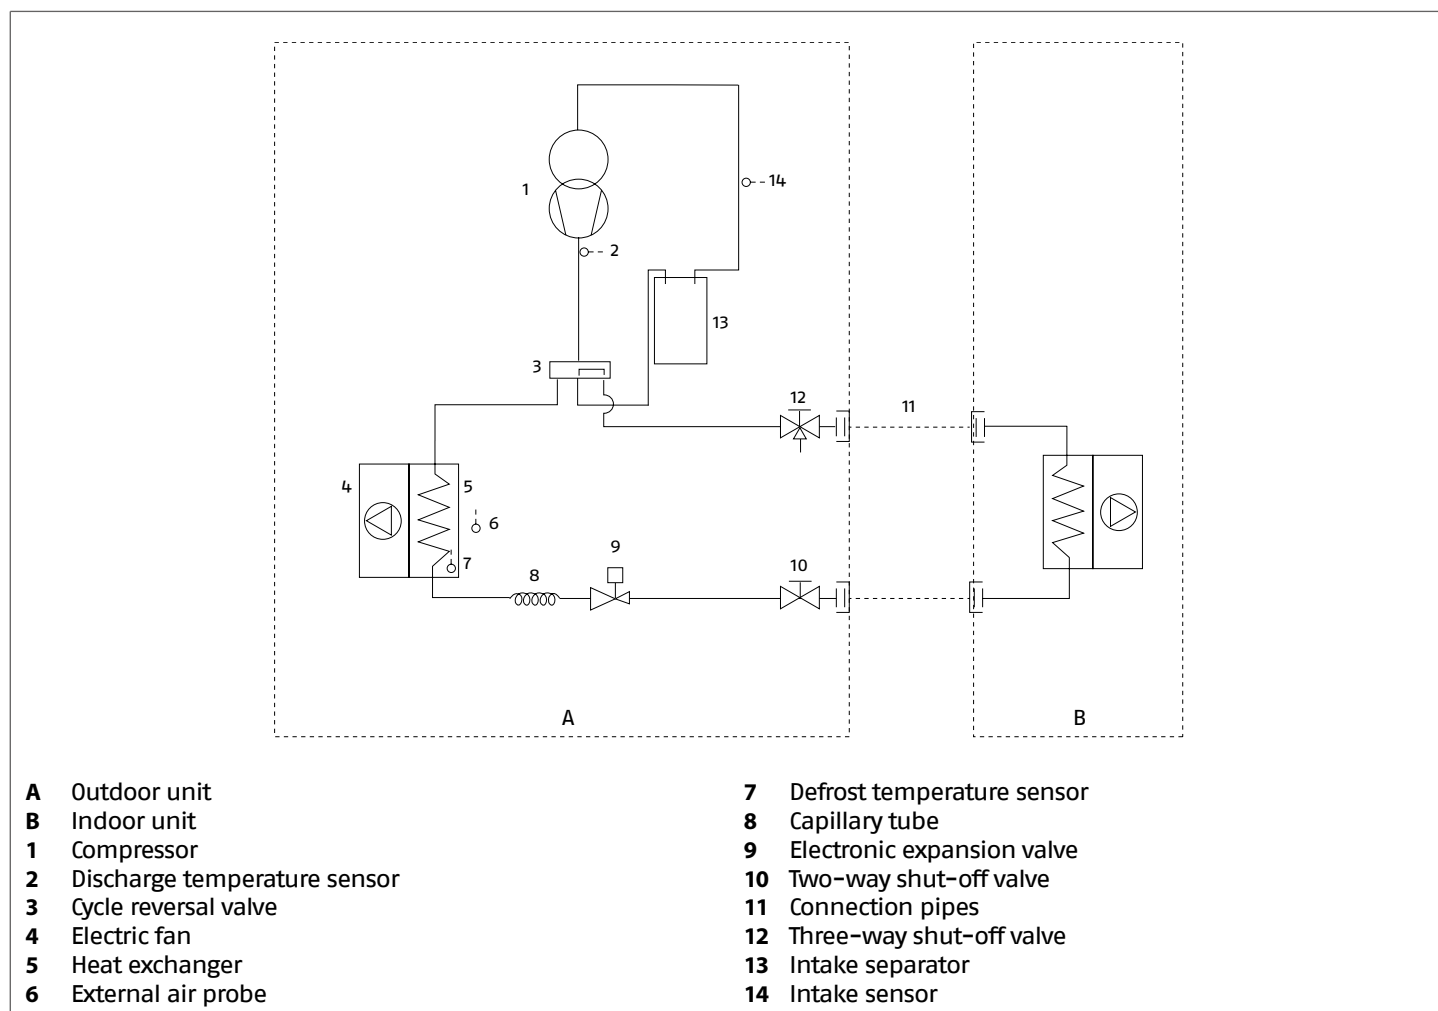 14
1
2
13
3
12
11
4
5
6
9
7
8
10
A
B
A Outdoor unit
B Indoor unit
1 Compressor
2 Discharge temperature sensor
3 Cycle reversal valve
4 Electric fan
5 Heat exchanger
6 External air probe
7 Defrost temperature sensor
8 Capillary tube
9 Electronic expansion valve
10 Two-way shut-off valve
11 Connection pipes
12 Three-way shut-off valve
13 Intake separator
14 Intake sensor